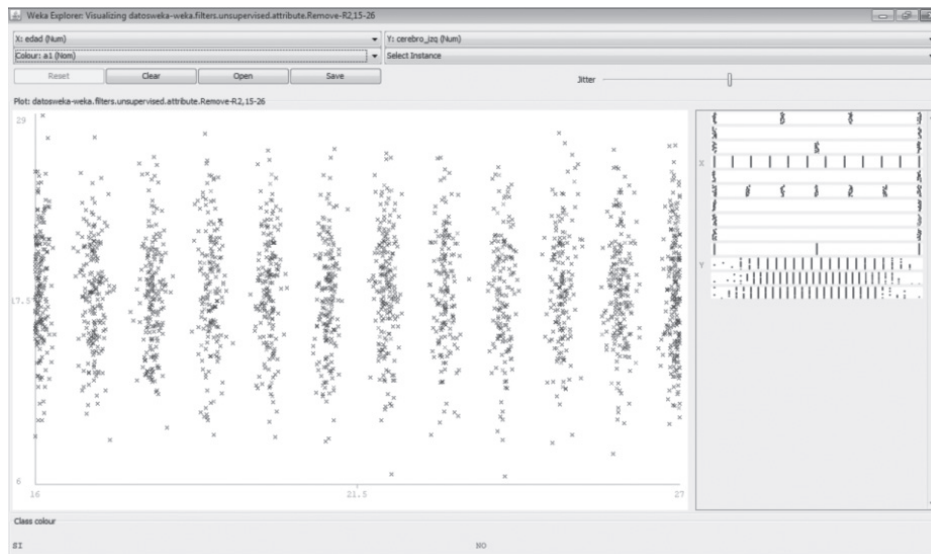 Weka Explorer: Visualizing datosweka-weka.filters.unsupervised.attribute.Remove-R2,15-26
X: edad (Num)
Y: cerebro_izq (Num)
Colour: a1 (Nom)
Select Instance
Reset
Clear
Open
Save
Jitter
Plot: datosweka-weka.filters.unsupervised.attribute.Remove-R2,15-26
29
17.5
6
16
21.5
27
X
Y
Class colour
SI
NO